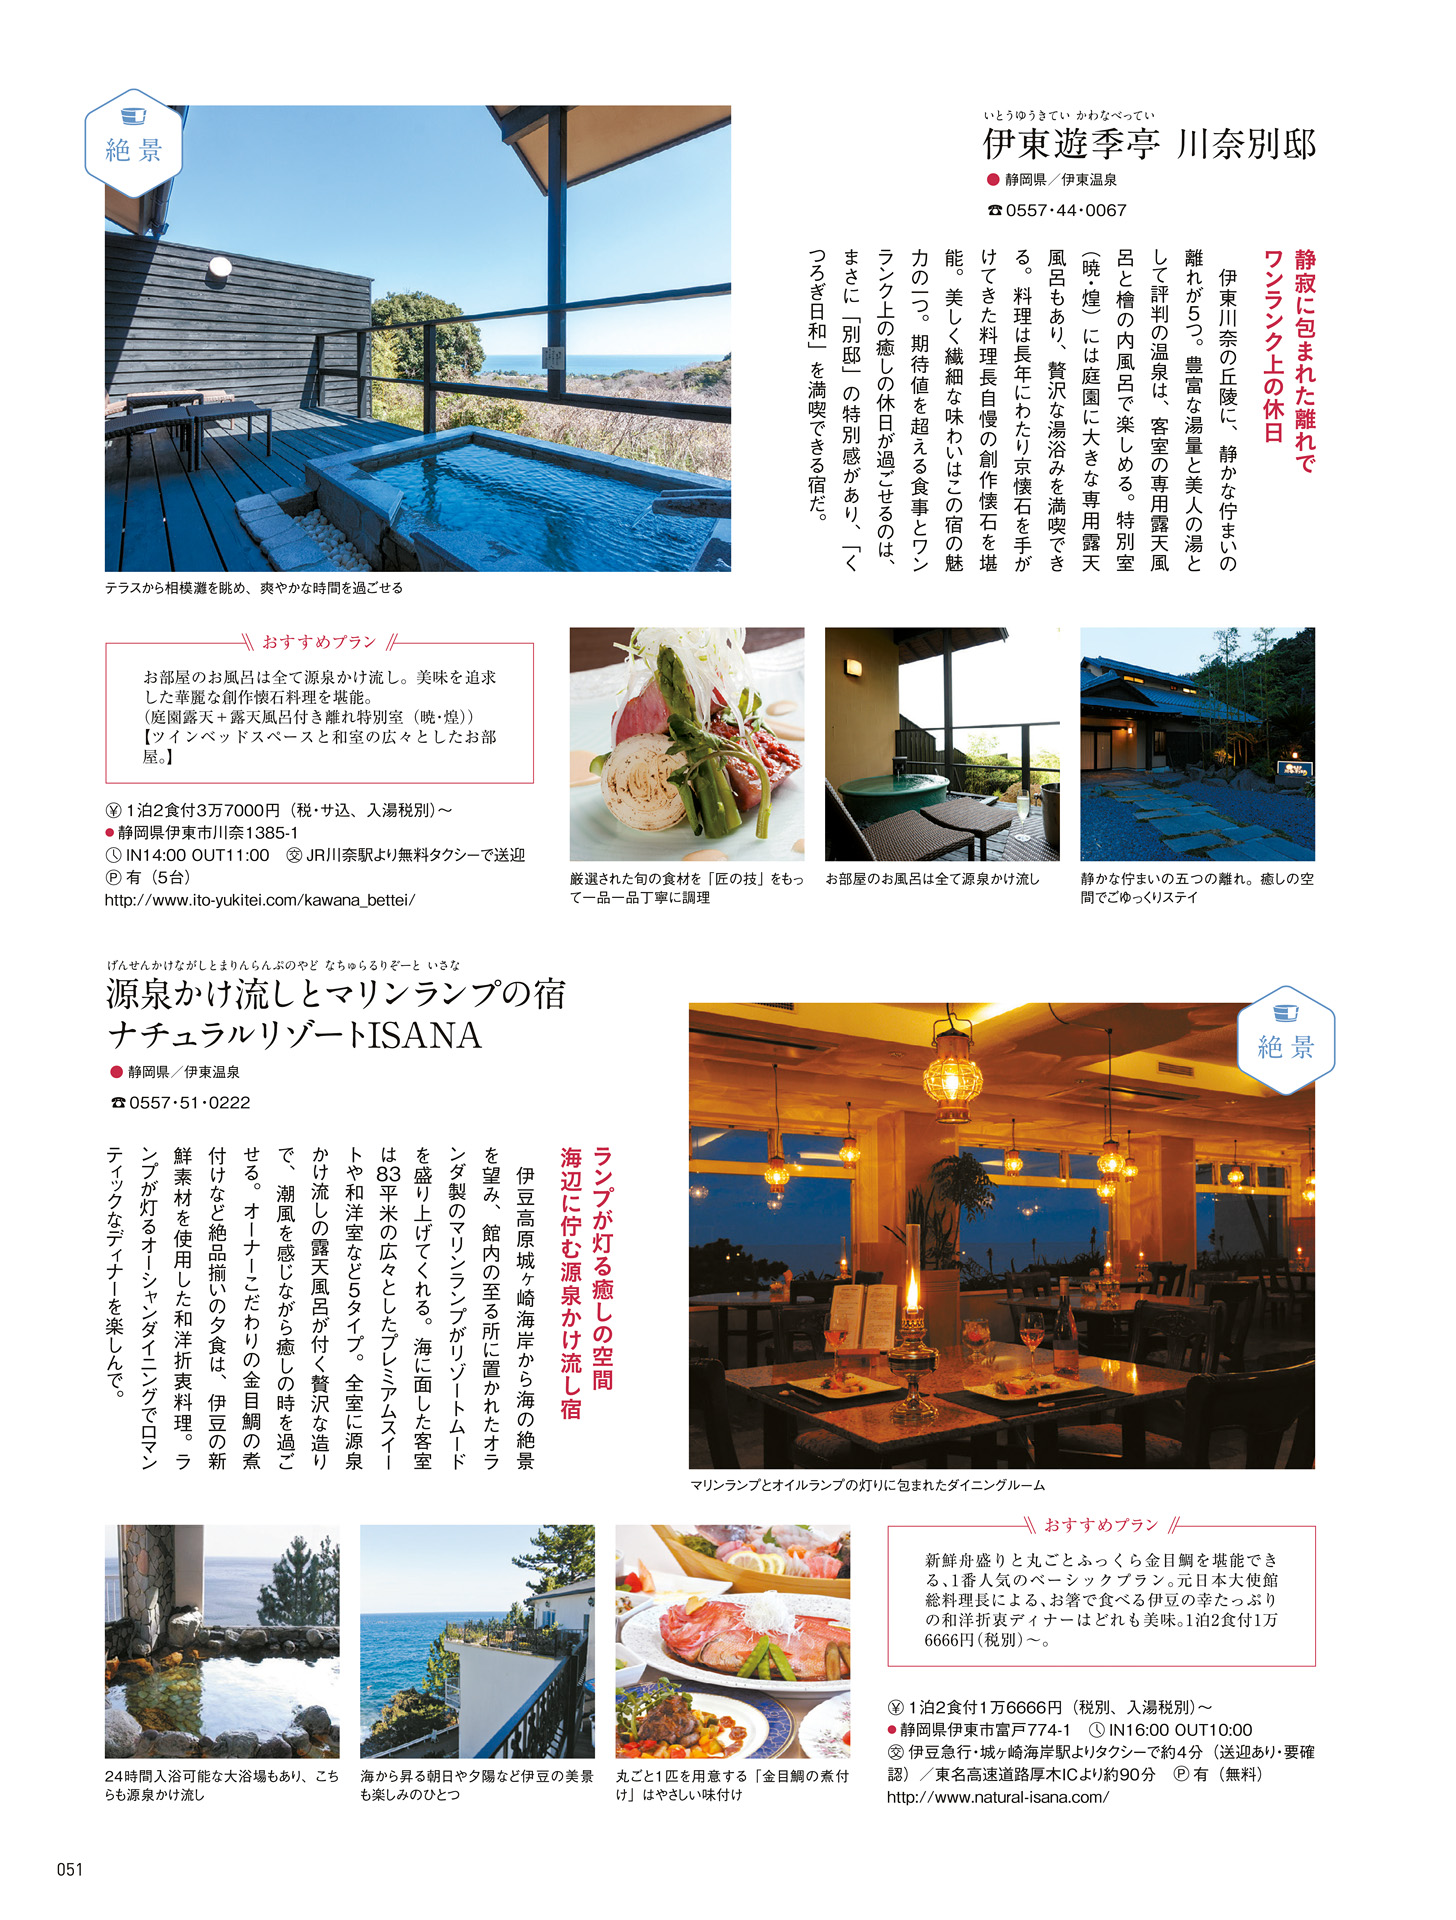 絶景
いとうゆうきてい かわなべってい
伊東遊季亭 川奈別邸
● 静岡県／伊東温泉
☎0557・44・0067
静寂に包まれた離れで
ワンランク上の休日
伊東川奈の丘陵に、静かな佇まいの
離れが5つ。豊富な湯量と美人の湯と
して評判の温泉は、客室の専用露天風
呂と檜の内風呂で楽しめる。特別室
（暁・煌）には庭園に大きな専用露天
風呂もあり、贅沢な湯浴みを満喫でき
る。料理は長年にわたり京懐石を手が
けてきた料理長自慢の創作懐石を堪
能。美しく繊細な味わいはこの宿の魅
力の一つ。期待値を超える食事とワン
ランク上の癒しの休日が過ごせるのは、
まさに「別邸」の特別感があり、「く
つろぎ日和」を満喫できる宿だ。
テラスから相模灘を眺め、爽やかな時間を過ごせる
おすすめプラン
お部屋のお風呂は全て源泉かけ流し。美味を追求
した華麗な創作懐石料理を堪能。
（庭園露天＋露天風呂付き離れ特別室（暁・煌））
【ツインベッドスペースと和室の広々としたお部
屋。】
¥ 1泊2食付3万7000円（税・サ込、入湯税別）～
● 静岡県伊東市川奈1385-1
IN14:00 OUT11:00　交 JR川奈駅より無料タクシーで送迎
P 有（5台）
http://www.ito-yukitei.com/kawana_bettei/
厳選された旬の食材を「匠の技」をもっ
て一品一品丁寧に調理
お部屋のお風呂は全て源泉かけ流し
静かな佇まいの五つの離れ。癒しの空
間でごゆっくりステイ
げんせんかけながしとまりんらんぷのやど なちゅらるりぞーと いさな
源泉かけ流しとマリンランプの宿
ナチュラルリゾートISANA
● 静岡県／伊東温泉
☎0557・51・0222
絶景
ランプが灯る癒しの空間
海辺に佇む源泉かけ流し宿
伊豆高原城ヶ崎海岸から海の絶景
を望み、館内の至る所に置かれたオラ
ンダ製のマリンランプがリゾートムード
を盛り上げてくれる。海に面した客室
は83平米の広々としたプレミアムスイー
トや和洋室など5タイプ。全室に源泉
かけ流しの露天風呂が付く贅沢な造り
で、潮風を感じながら癒しの時を過ご
せる。オーナーこだわりの金目鯛の煮
付けなど絶品揃いの夕食は、伊豆の新
鮮素材を使用した和洋折衷料理。ラ
ンプが灯るオーシャンダイニングでロマン
ティックなディナーを楽しんで。
マリンランプとオイルランプの灯りに包まれたダイニングルーム
24時間入浴可能な大浴場もあり、こち
らも源泉かけ流し
海から昇る朝日や夕陽など伊豆の美景
も楽しみのひとつ
丸ごと1匹を用意する「金目鯛の煮付
け」はやさしい味付け
おすすめプラン
新鮮舟盛りと丸ごとふっくら金目鯛を堪能でき
る、1番人気のベーシックプラン。元日本大使館
総料理長による、お箸で食べる伊豆の幸たっぷり
の和洋折衷ディナーはどれも美味。1泊2食付1万
6666円（税別）～。
¥ 1泊2食付1万6666円（税別、入湯税別）～
● 静岡県伊東市富戸774-1　IN16:00 OUT10:00
交 伊豆急行・城ヶ崎海岸駅よりタクシーで約4分（送迎あり・要確
認）／東名高速道路厚木ICより約90分　P 有（無料）
http://www.natural-isana.com/
051